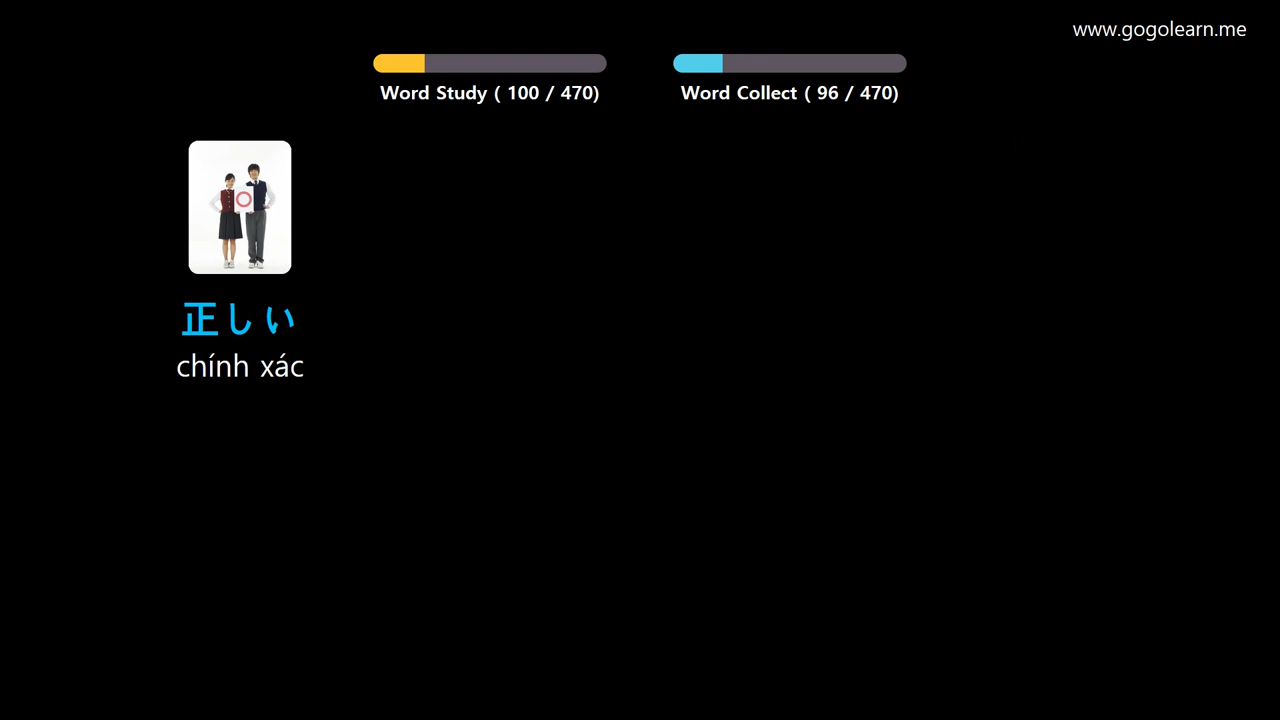 www.gogolearn.me
Word Study ( 100 / 470)
Word Collect ( 96 / 470)
正しい
chính xác